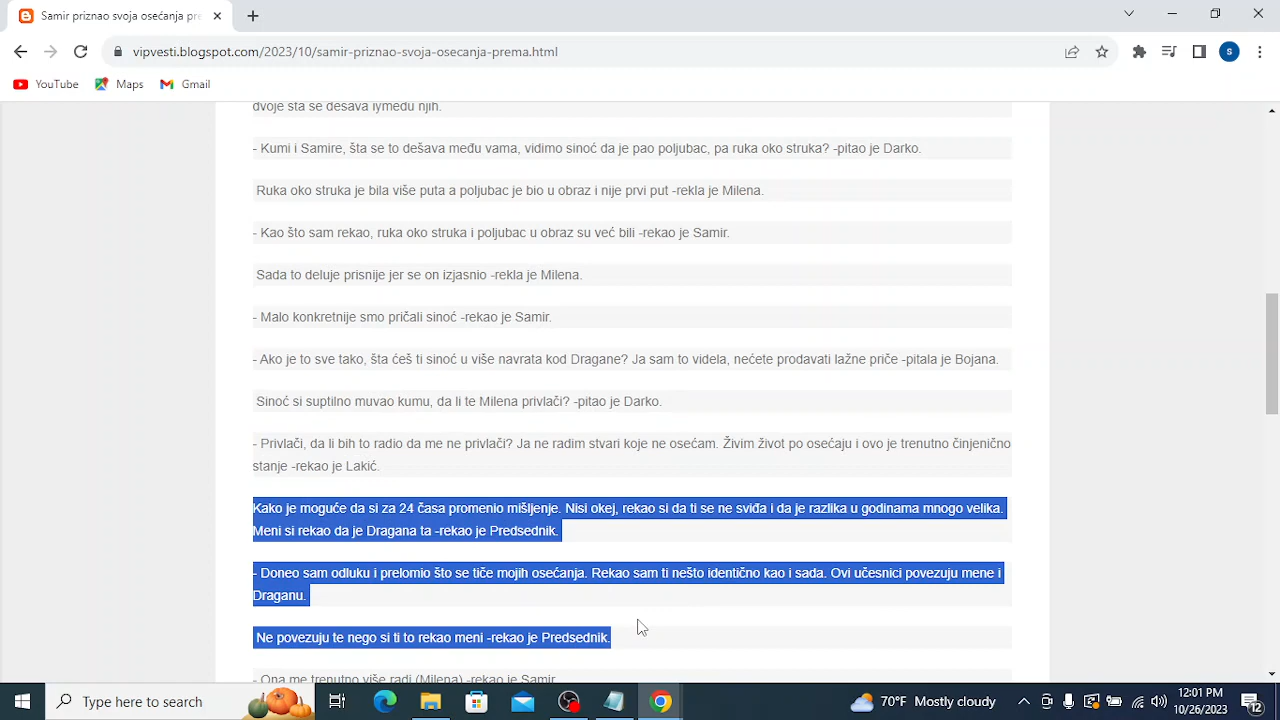 Samir priznao svoja osećanja pre
vipvesti.blogspot.com/2023/10/samir-priznao-svoja-osecanja-prema.html
S
YouTube
Maps
Gmail
dvoje šta se dešava iymeđu njih.
- Kumi i Samire, šta se to dešava među vama, vidimo sinoć da je pao poljubac, pa ruka oko struka? -pitao je Darko.
Ruka oko struka je bila više puta a poljubac je bio u obraz i nije prvi put -rekla je Milena.
- Kao što sam rekao, ruka oko struka i poljubac u obraz su već bili -rekao je Samir.
Sada to deluje prisnije jer se on izjasnio -rekla je Milena.
- Malo konkretnije smo pričali sinoć -rekao je Samir.
- Ako je to sve tako, šta ćeš ti sinoć u više navrata kod Dragane? Ja sam to videla, nećete prodavati lažne priče -pitala je Bojana.
Sinoć si suptilno muvao kumu, da li te Milena privlači? -pitao je Darko.
- Privlači, da li bih to radio da me ne privlači? Ja ne radim stvari koje ne osećam. Živim život po osećaju i ovo je trenutno činjenično
stanje -rekao je Lakić.
Kako je moguće da si za 24 časa promenio mišljenje. Nisi okej, rekao si da ti se ne sviđa i da je razlika u godinama mnogo velika.
Meni si rekao da je Dragana ta -rekao je Predsednik.
- Doneo sam odluku i prelomio što se tiče mojih osećanja. Rekao sam ti nešto identično kao i sada. Ovi učesnici povezuju mene i
Draganu.
Ne povezuju te nego si ti to rekao meni -rekao je Predsednik.
- Ona me trenutno više radi (Milena) -rekao je Samir.
Type here to search
70°F Mostly cloudy
12:01 PM
10/26/2023
12